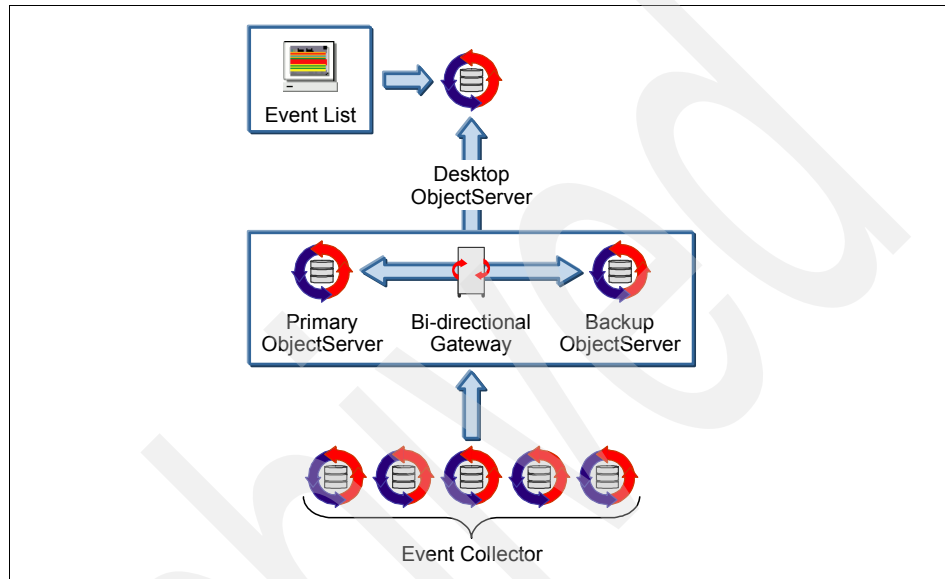 Event List
Desktop
ObjectServer
Primary
ObjectServer
Bi-directional
Gateway
Backup
ObjectServer
Event Collector